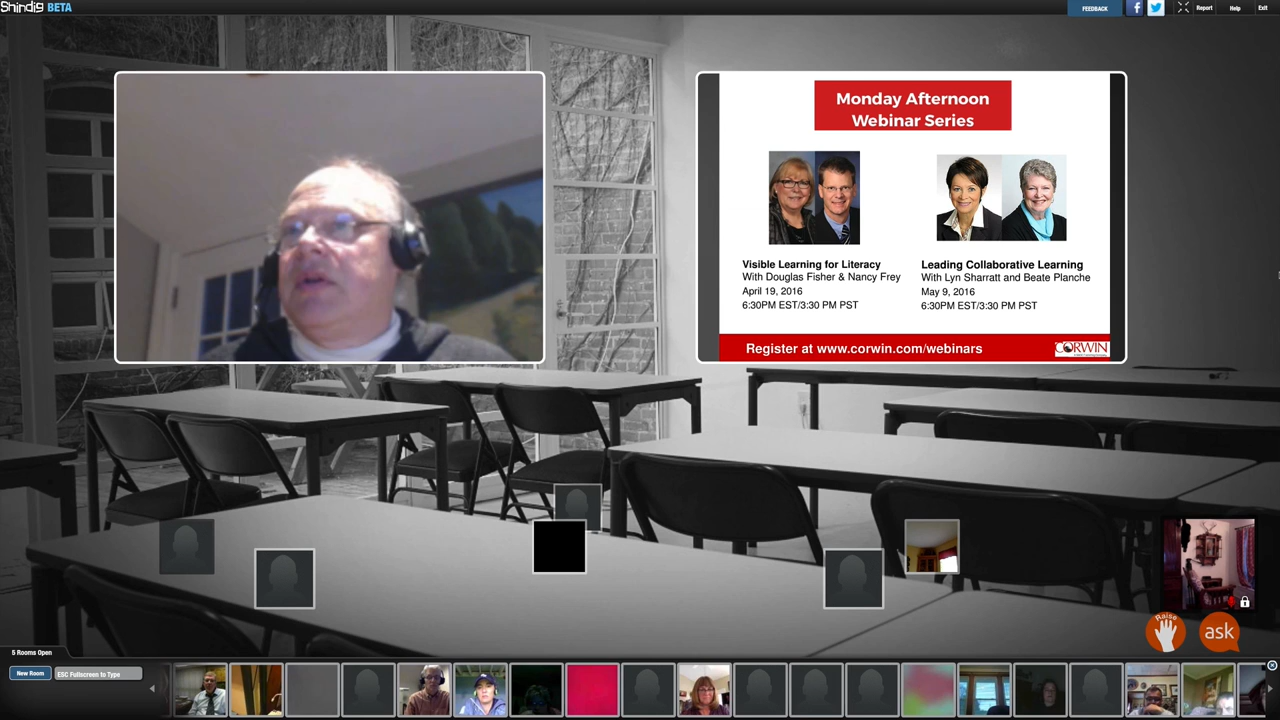 Shindig BETA
FEEDBACK
Report
Help
Exit
Monday Afternoon
Webinar Series
Visible Learning for Literacy
With Douglas Fisher & Nancy Frey
April 19, 2016
6:30PM EST/3:30 PM PST
Leading Collaborative Learning
With Lyn Sharratt and Beate Planche
May 9, 2016
6:30PM EST/3:30 PM PST
Register at www.corwin.com/webinars
CORWIN
Raise
ask
5 Rooms Open
New Room
ESC Fullscreen to Type